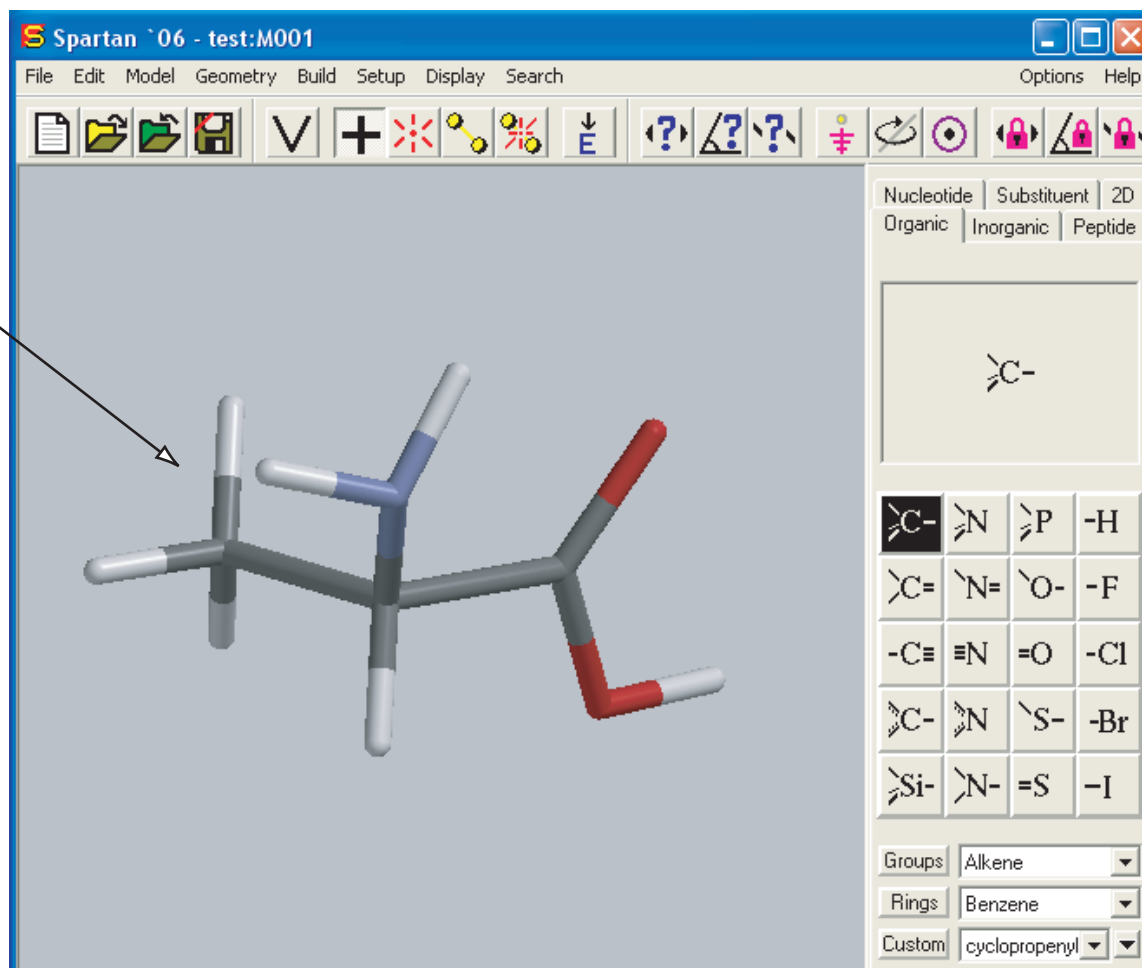 S Spartan `06 - test:M001
File Edit Model Geometry Build Setup Display Search Options Help
E ? ? ?
Nucleotide Substituent 2D
Organic Inorganic Peptide
C-
C- N P -H
C= N= O- -F
-C≡ ≡N =O -Cl
C- N S- -Br
Si- N- =S -I
Groups Alkene
Rings Benzene
Custom cyclopropenyl